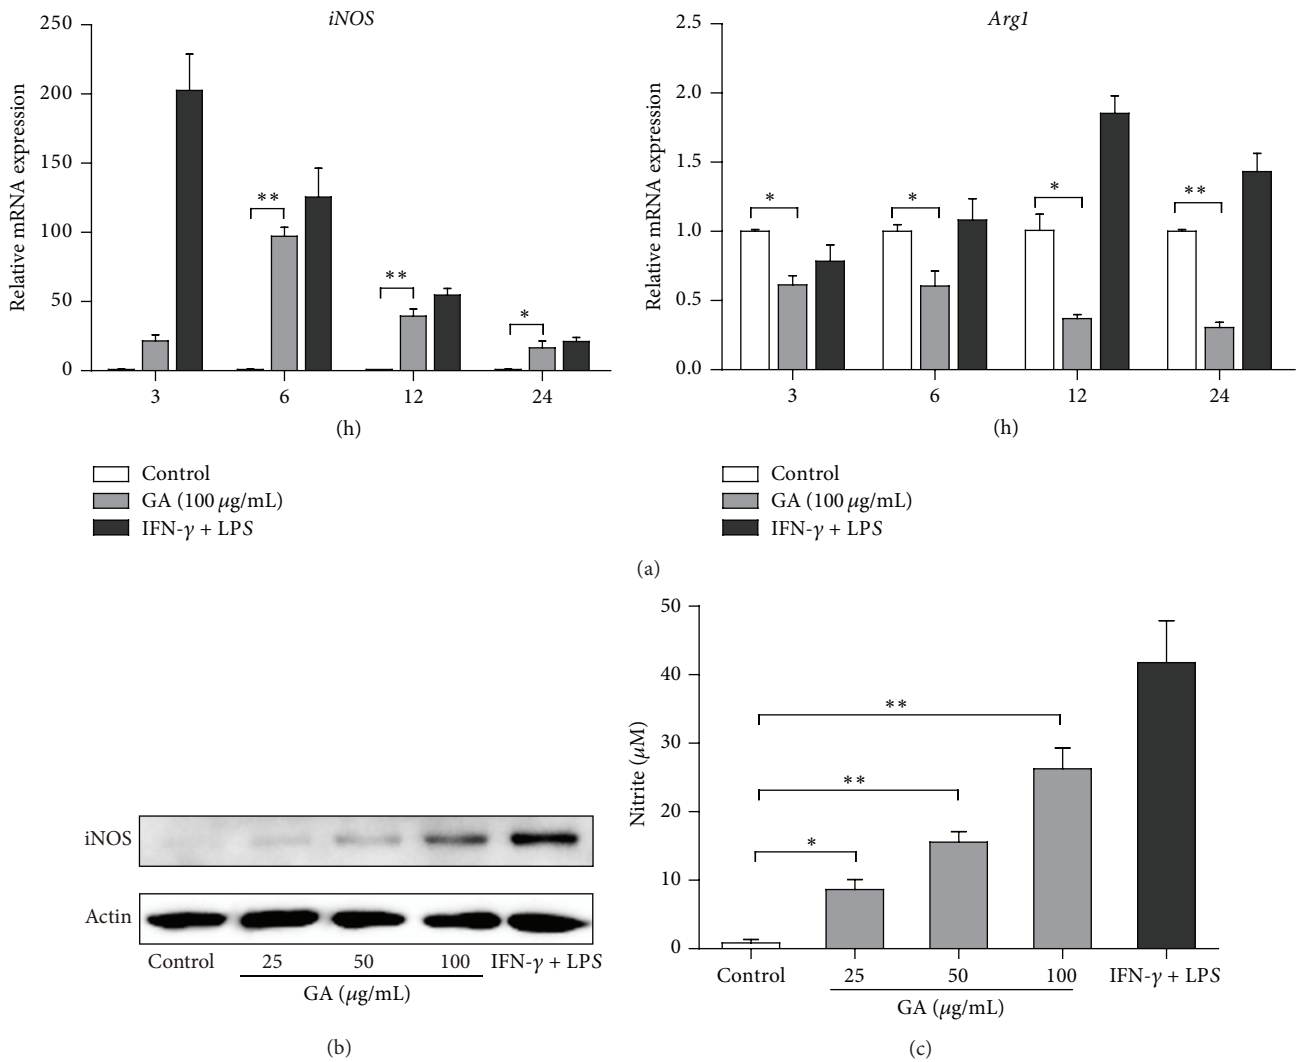 iNOS
Relative mRNA expression
250
200
150
100
50
0
**
**
*
3 6 12 24
(h)
Control
GA (100 μg/mL)
IFN-γ + LPS
Arg1
Relative mRNA expression
2.5
2.0
1.5
1.0
0.5
0.0
*
*
*
**
3 6 12 24
(h)
Control
GA (100 μg/mL)
IFN-γ + LPS
(a)
iNOS
Actin
Control 25 50 100 IFN-γ + LPS
GA (μg/mL)
(b)
Nitrite (μM)
50
40
30
20
10
0
**
**
*
Control 25 50 100 IFN-γ + LPS
GA (μg/mL)
(c)